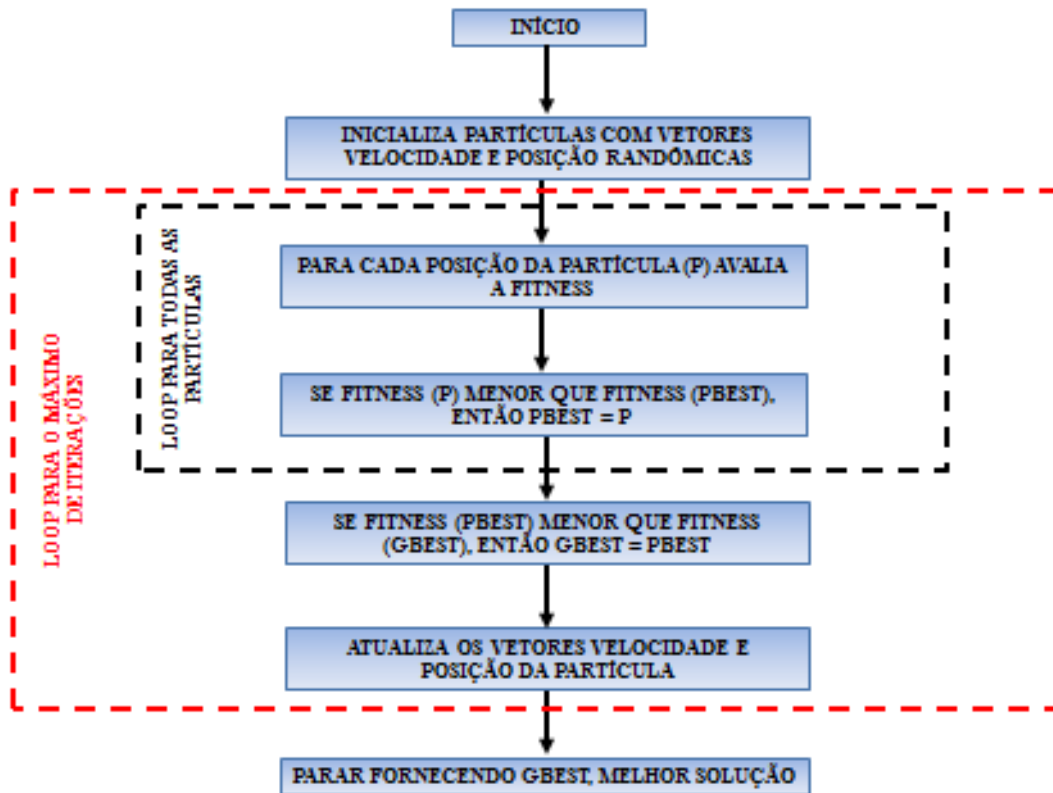 INÍCIO
INICIALIZA PARTÍCULAS COM VETORES
VELOCIDADE E POSIÇÃO RANDÔMICAS
LOOP PARA O MÁXIMO
DE ITERAÇÕES
LOOP PARA TODAS AS
PARTÍCULAS
PARA CADA POSIÇÃO DA PARTÍCULA (P) AVALIA
A FITNESS
SE FITNESS (P) MENOR QUE FITNESS (PBEST),
ENTÃO PBEST = P
SE FITNESS (PBEST) MENOR QUE FITNESS
(GBEST), ENTÃO GBEST = PBEST
ATUALIZA OS VETORES VELOCIDADE E
POSIÇÃO DA PARTÍCULA
PARAR FORNECENDO GBEST, MELHOR SOLUÇÃO